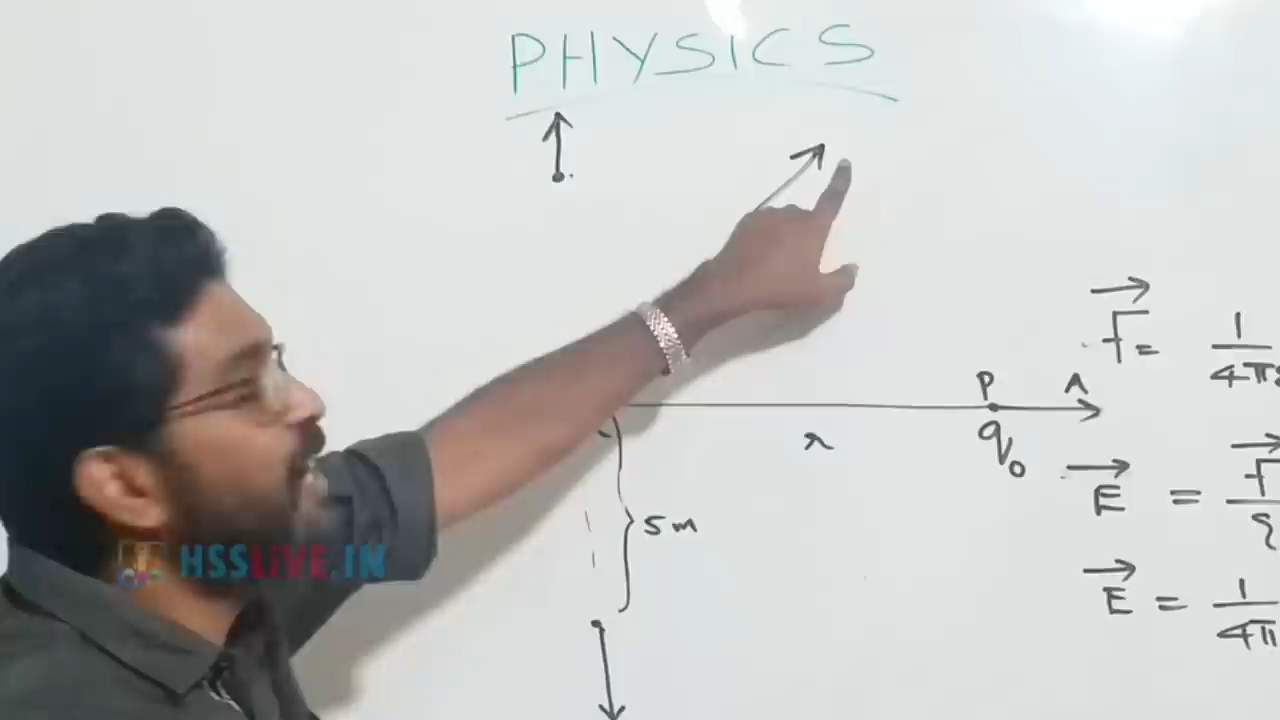 PHYSICS
F = 1
4π
P
r
q0
E = F
5m
HSSLiVE.IN
E = 1
4π